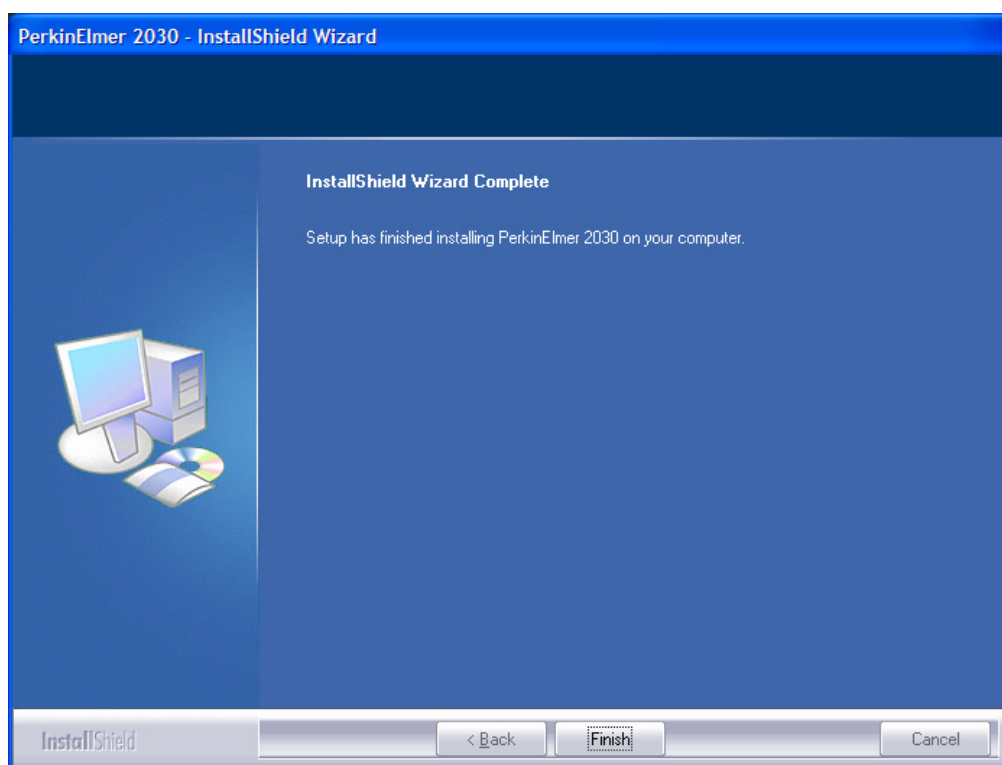 PerkinElmer 2030 - InstallShield Wizard
InstallShield Wizard Complete
Setup has finished installing PerkinElmer 2030 on your computer.
InstallShield
< Back
Finish
Cancel